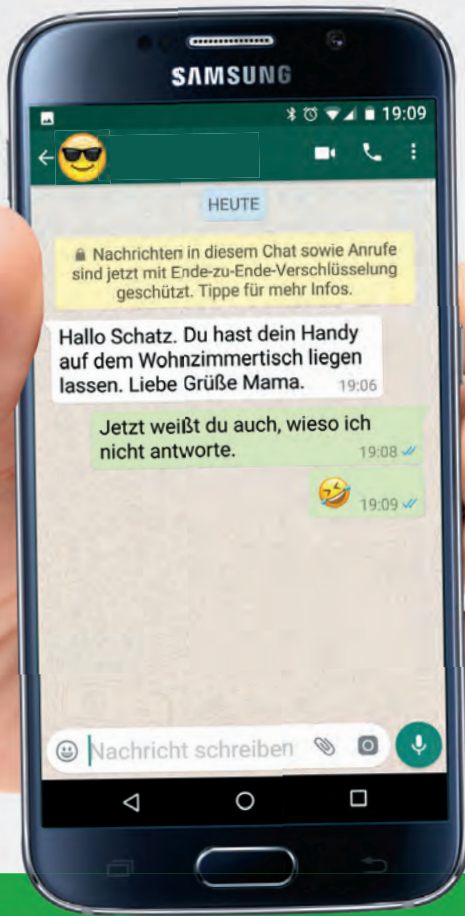 SAMSUNG
19:09
HEUTE
Nachrichten in diesem Chat sowie Anrufe
sind jetzt mit Ende-zu-Ende-Verschlüsselung
geschützt. Tippe für mehr Infos.
Hallo Schatz. Du hast dein Handy
auf dem Wohnzimmertisch liegen
lassen. Liebe Grüße Mama. 19:06
Jetzt weißt du auch, wieso ich
nicht antworte. 19:08
19:09
Nachricht schreiben